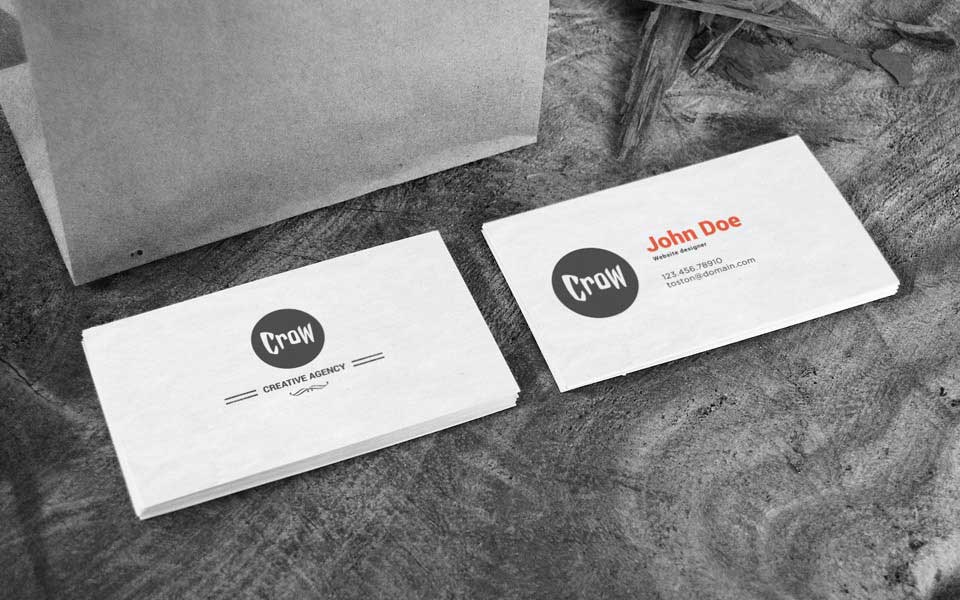 Crow
CREATIVE AGENCY
Crow
John Doe
Website designer
123.456.78910
toston@domain.com